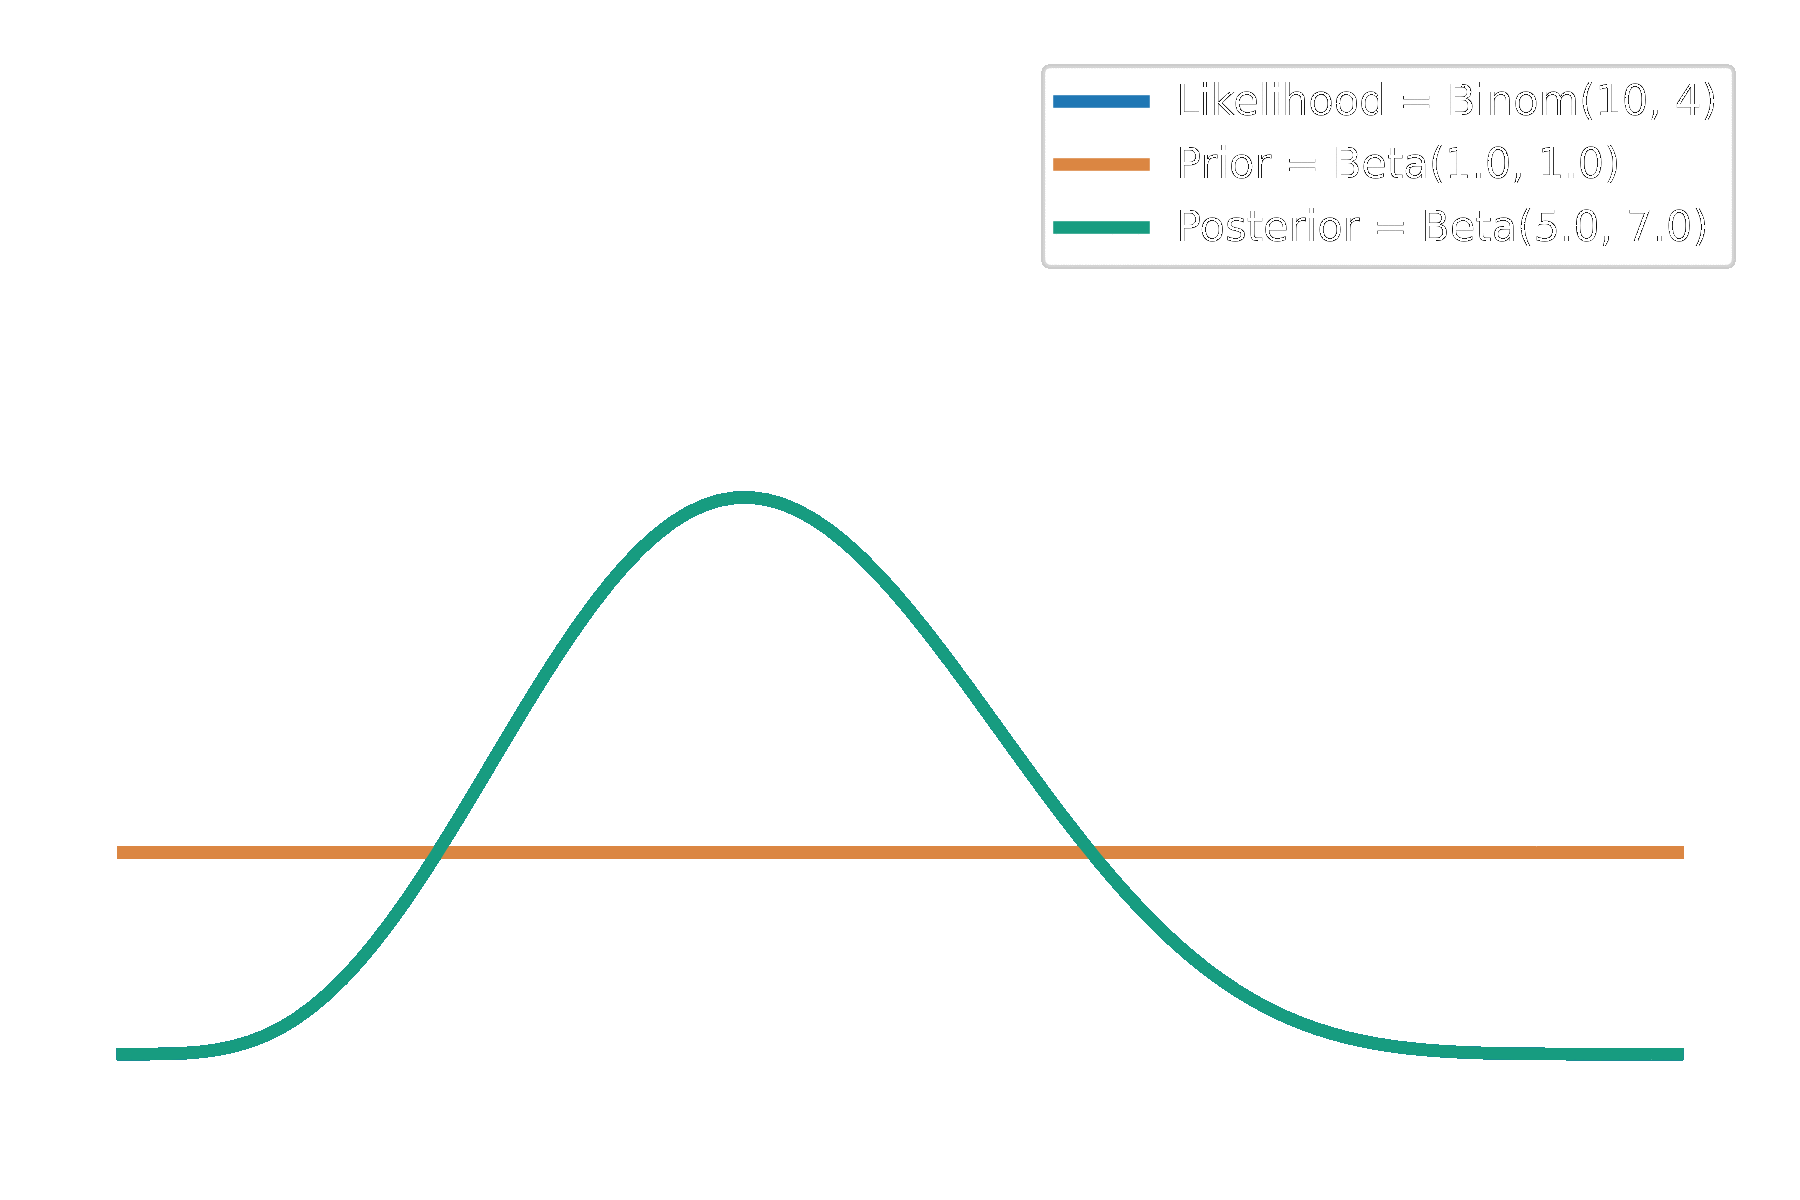 Likelihood = Binom(10, 4)
Prior = Beta(1.0, 1.0)
Posterior = Beta(5.0, 7.0)